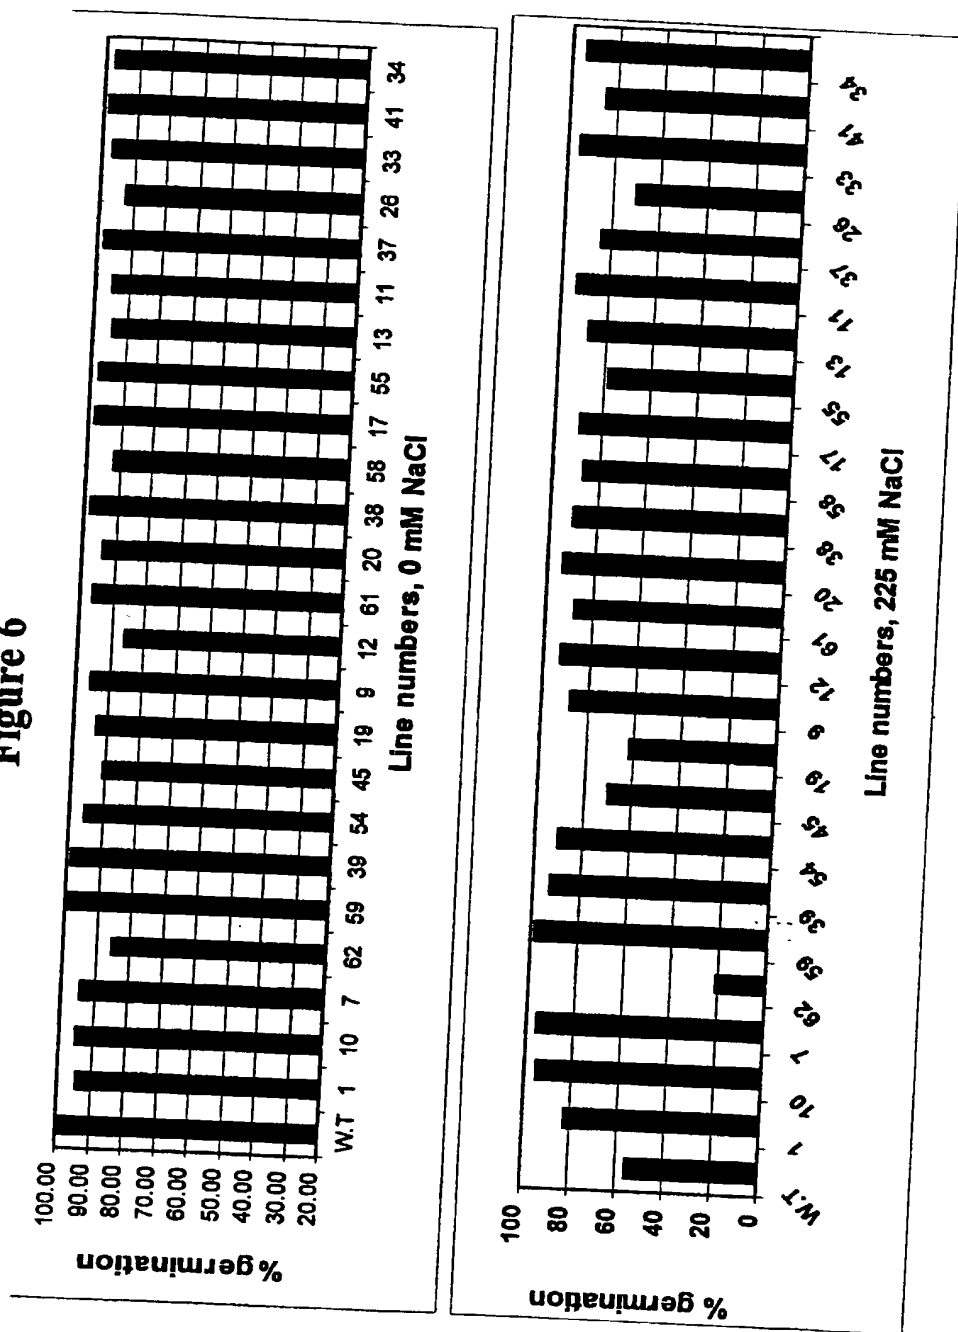 Figure 6
% germination
100.00
90.00
80.00
70.00
60.00
50.00
40.00
30.00
20.00
W.T 1 10 7 62 59 39 54 45 19 9 12 61 20 38 58 17 55 13 11 37 26 33 41 34
Line numbers, 0 mM NaCl
% germination
100
80
60
40
20
0
W.T 1 10 7 62 59 39 54 45 19 9 12 61 20 38 58 17 55 13 11 37 26 33 41 34
Line numbers, 225 mM NaCl